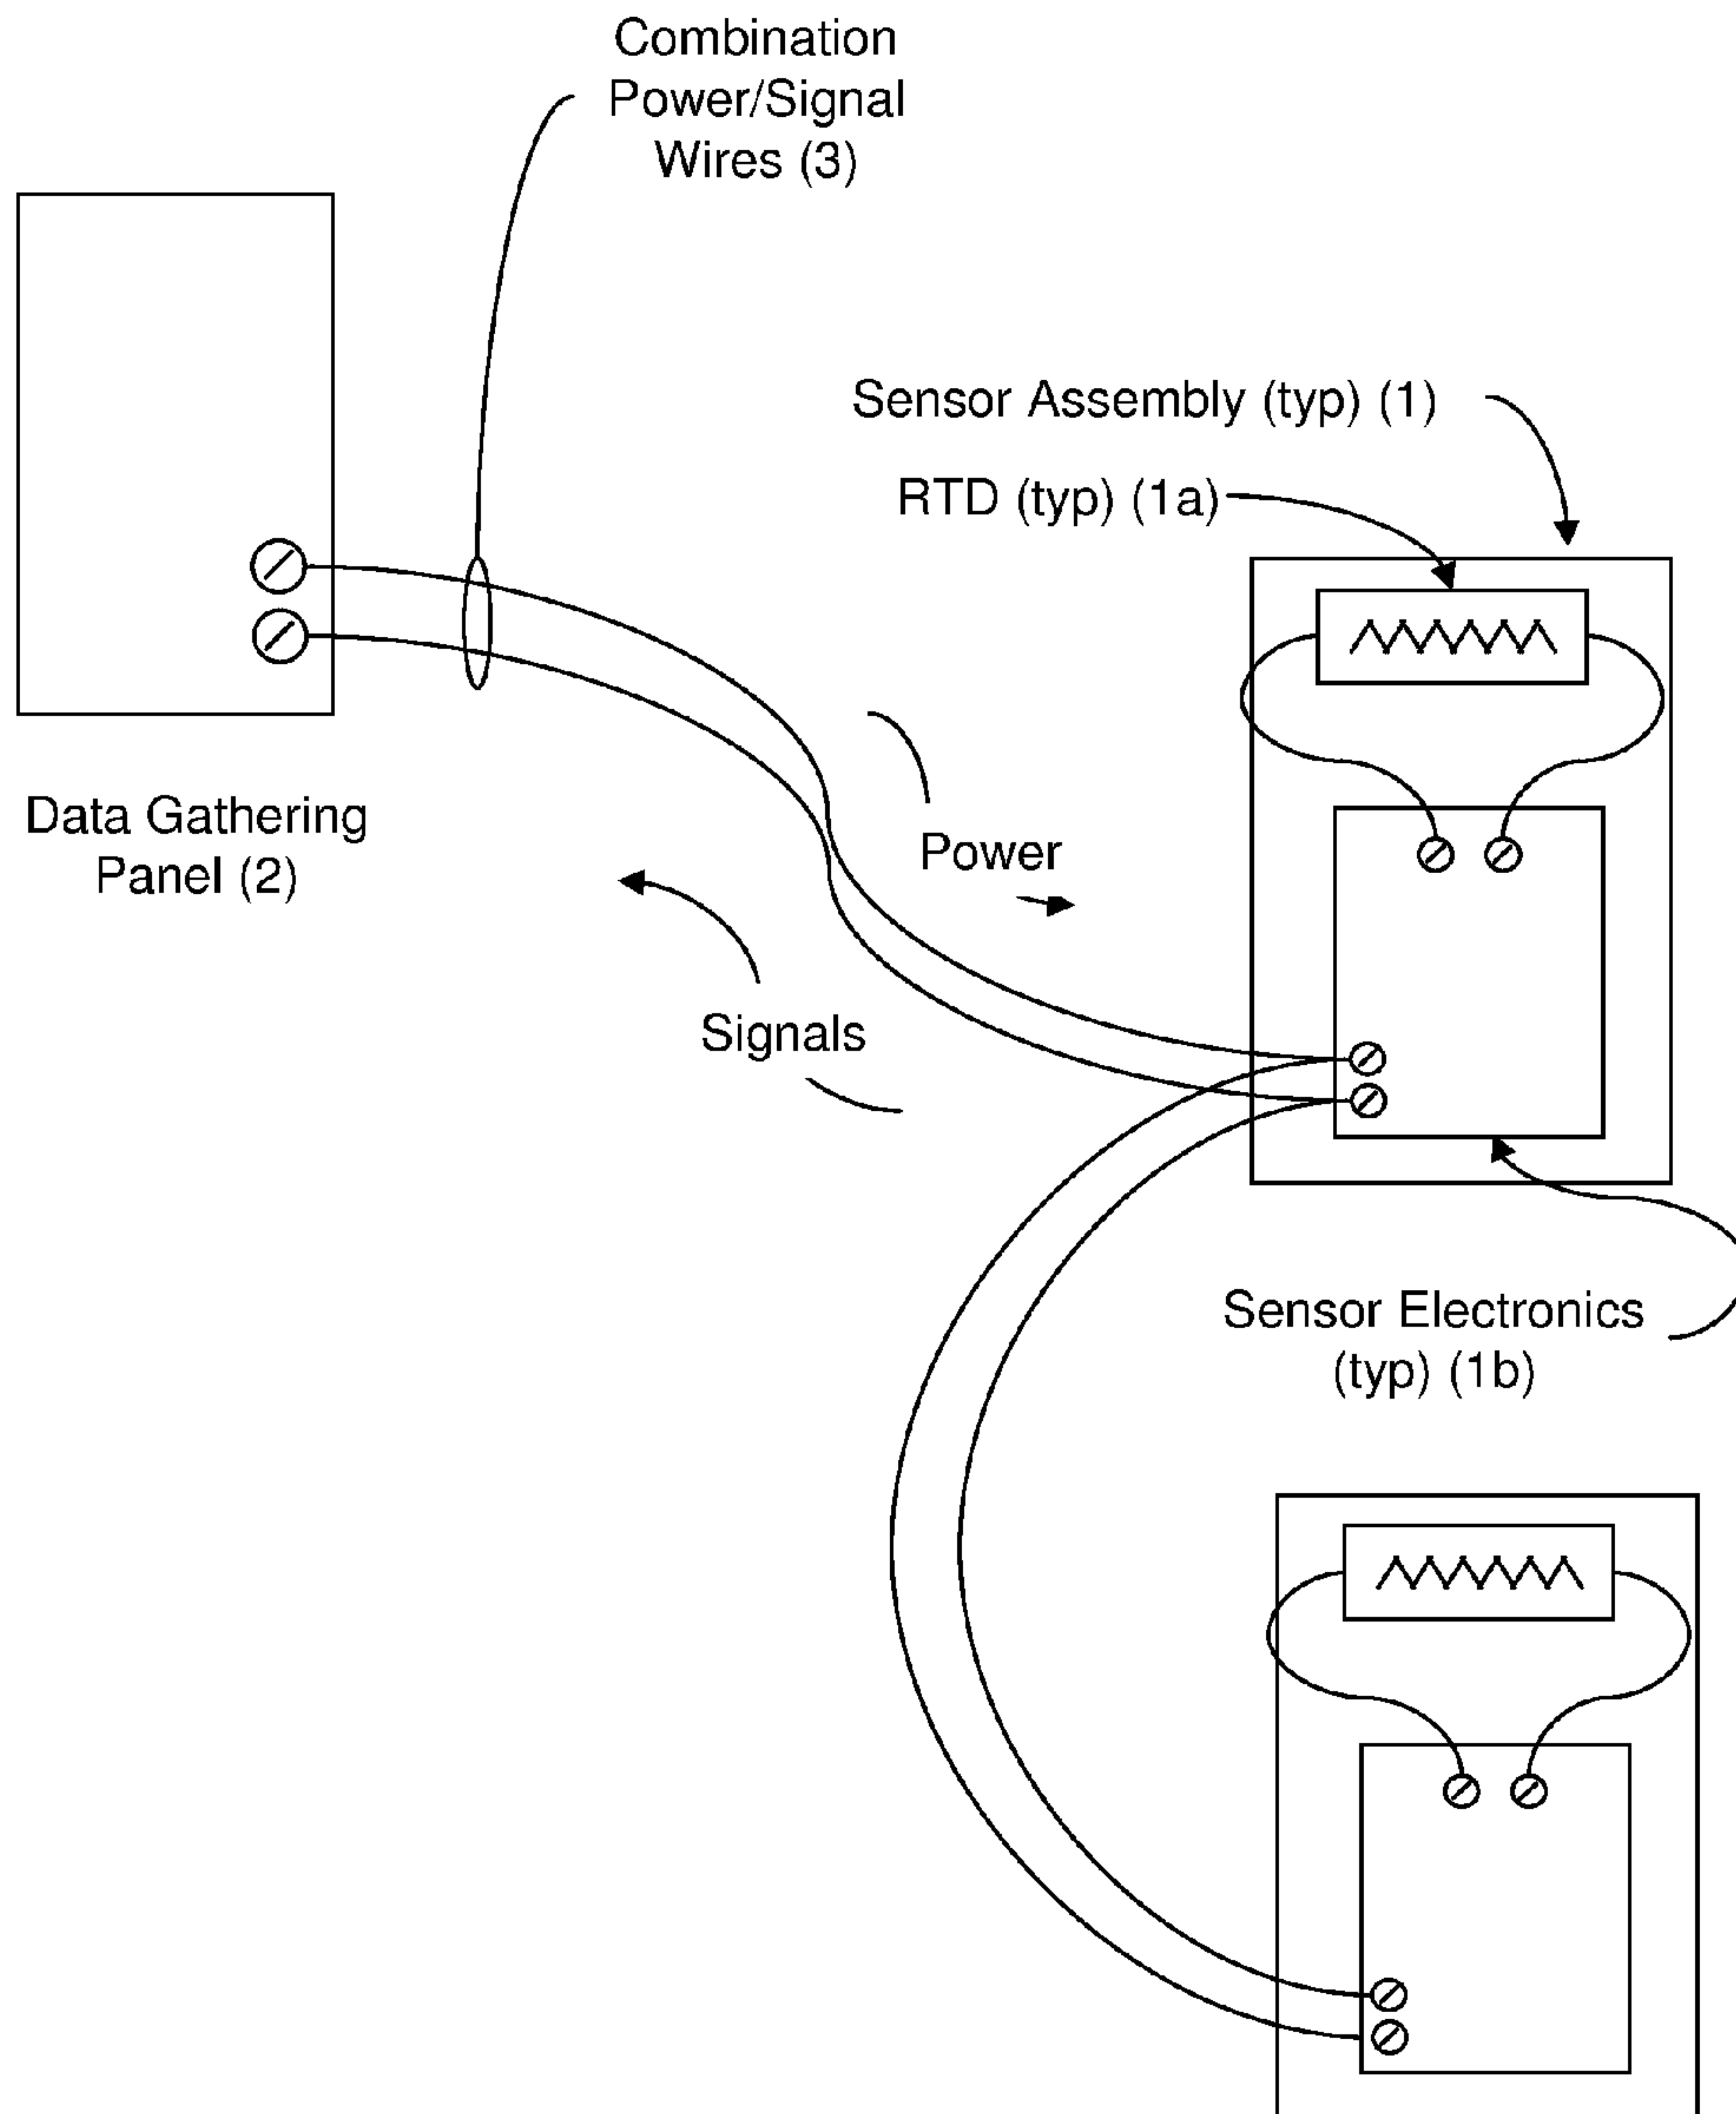 Combination
Power/Signal
Wires (3)
Sensor Assembly (typ) (1)
RTD (typ) (1a)
Data Gathering
Panel (2)
Power
Signals
Sensor Electronics
(typ) (1b)